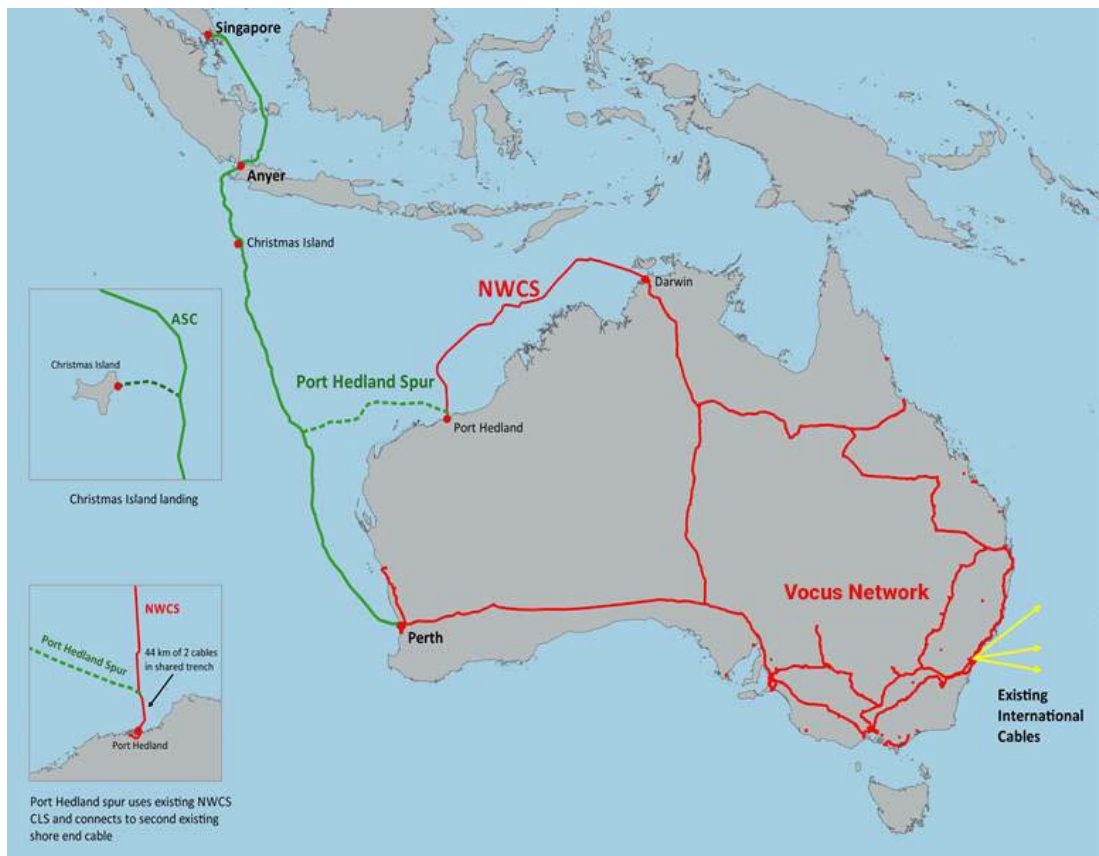 Singapore
Anyer
Christmas Island
NWCS
Darwin
Port Hedland Spur
Port Hedland
ASC
Christmas Island
Christmas Island landing
Vocus Network
Perth
Existing
International
Cables
NWCS
Port Hedland Spur
44 km of 2 cables
in shared trench
Port Hedland
Port Hedland spur uses existing NWCS
CLS and connects to second existing
shore end cable